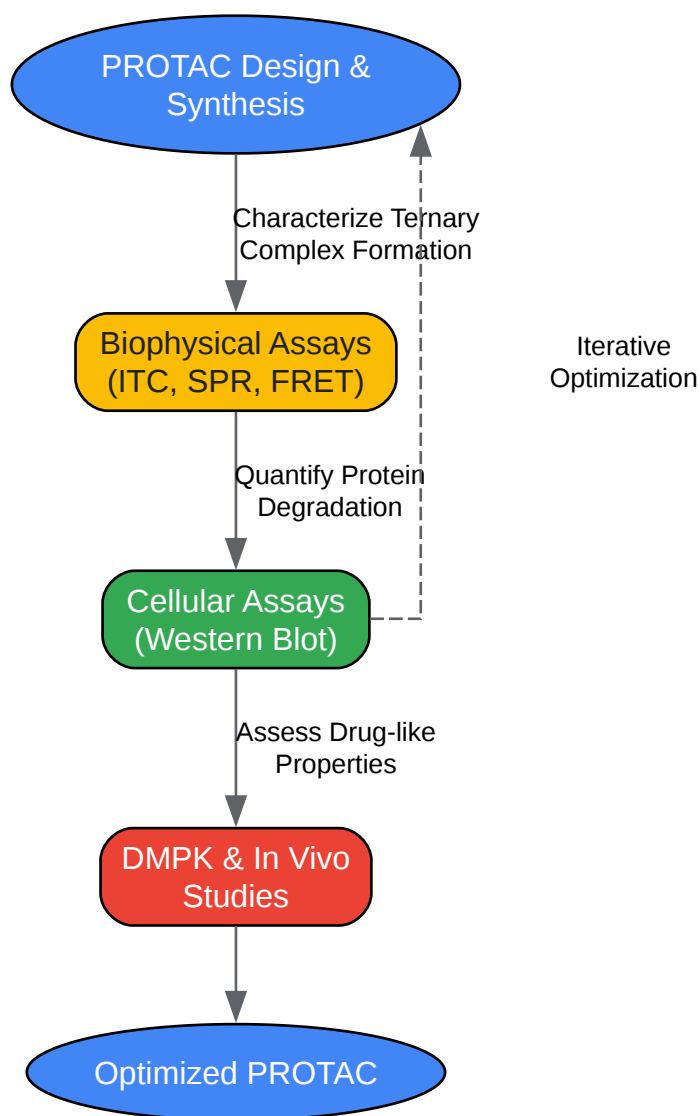 PROTAC Design &
Synthesis
Characterize Ternary
Complex Formation
Biophysical Assays
(ITC, SPR, FRET)
Iterative
Optimization
Quantify Protein
Degradation
Cellular Assays
(Western Blot)
Assess Drug-like
Properties
DMPK & In Vivo
Studies
Optimized PROTAC